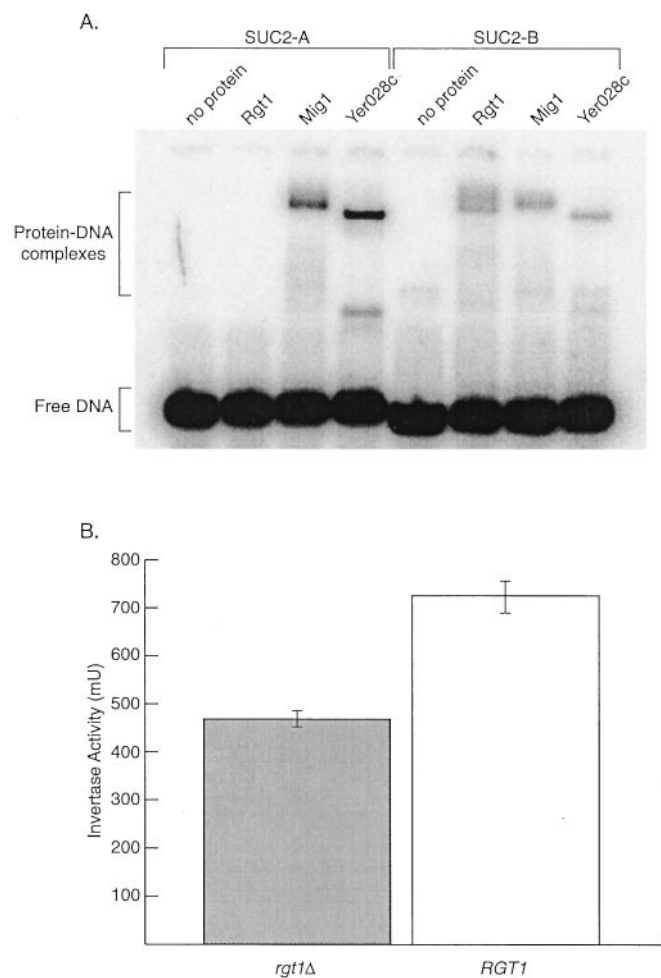 A.
SUC2-A SUC2-B
no protein Rgt1 Mig1 Yer028c no protein Rgt1 Mig1 Yer028c
Protein-DNA
complexes
Free DNA
B.
800
700
600
500
400
300
200
100
Invertase Activity (mU)
rgt1Δ RGT1